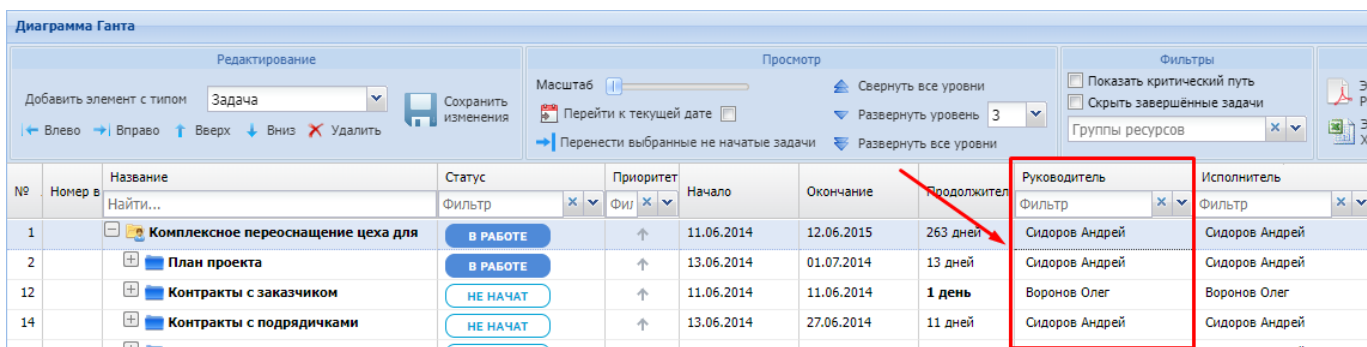 Диаграмма Ганта
Редактирование
Просмотр
Фильтры
Добавить элемент с типом Задача
Сохранить изменения
Влево Вправо Вверх Вниз Удалить
Масштаб
Перейти к текущей дате
Перенести выбранные не начатые задачи
Свернуть все уровни
Развернуть уровень 3
Развернуть все уровни
Показать критический путь
Скрыть завершённые задачи
Группы ресурсов
№ Номер в Название Статус Приоритет Начало Окончание Продолжител Руководитель Исполнитель
Найти... Фильтр Фил Фильтр Фильтр
1 Комплексное переоснащение цеха для В РАБОТЕ 11.06.2014 12.06.2015 263 дней Сидоров Андрей Сидоров Андрей
2 План проекта В РАБОТЕ 13.06.2014 01.07.2014 13 дней Сидоров Андрей Сидоров Андрей
12 Контракты с заказчиком НЕ НАЧАТ 11.06.2014 11.06.2014 1 день Воронов Олег Воронов Олег
14 Контракты с подрядичками НЕ НАЧАТ 13.06.2014 27.06.2014 11 дней Сидоров Андрей Сидоров Андрей